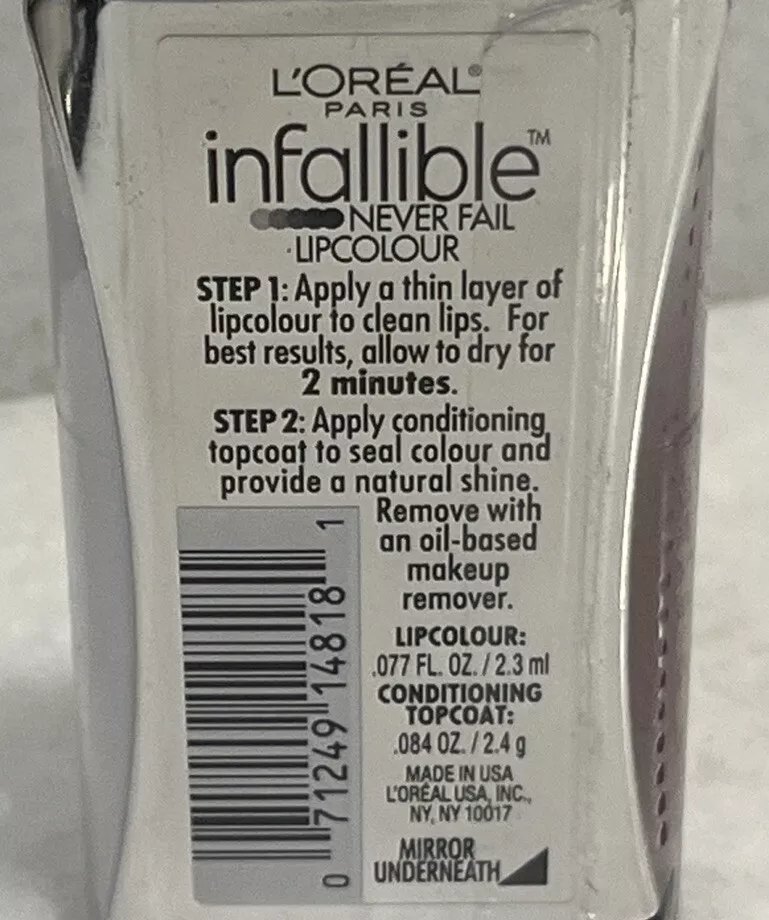 L'ORÉAL®
PARIS
infallible™
NEVER FAIL
LIPCOLOUR
STEP 1: Apply a thin layer of
lipcolour to clean lips. For
best results, allow to dry for
2 minutes.
STEP 2: Apply conditioning
topcoat to seal colour and
provide a natural shine.
Remove with
an oil-based
makeup
remover.
LIPCOLOUR:
.077 FL. OZ. / 2.3 ml
CONDITIONING
TOPCOAT:
.084 OZ. / 2.4 g
MADE IN USA
L'ORÉAL USA, INC.,
NY, NY 10017
MIRROR
UNDERNEATH
0 71249 14818 1